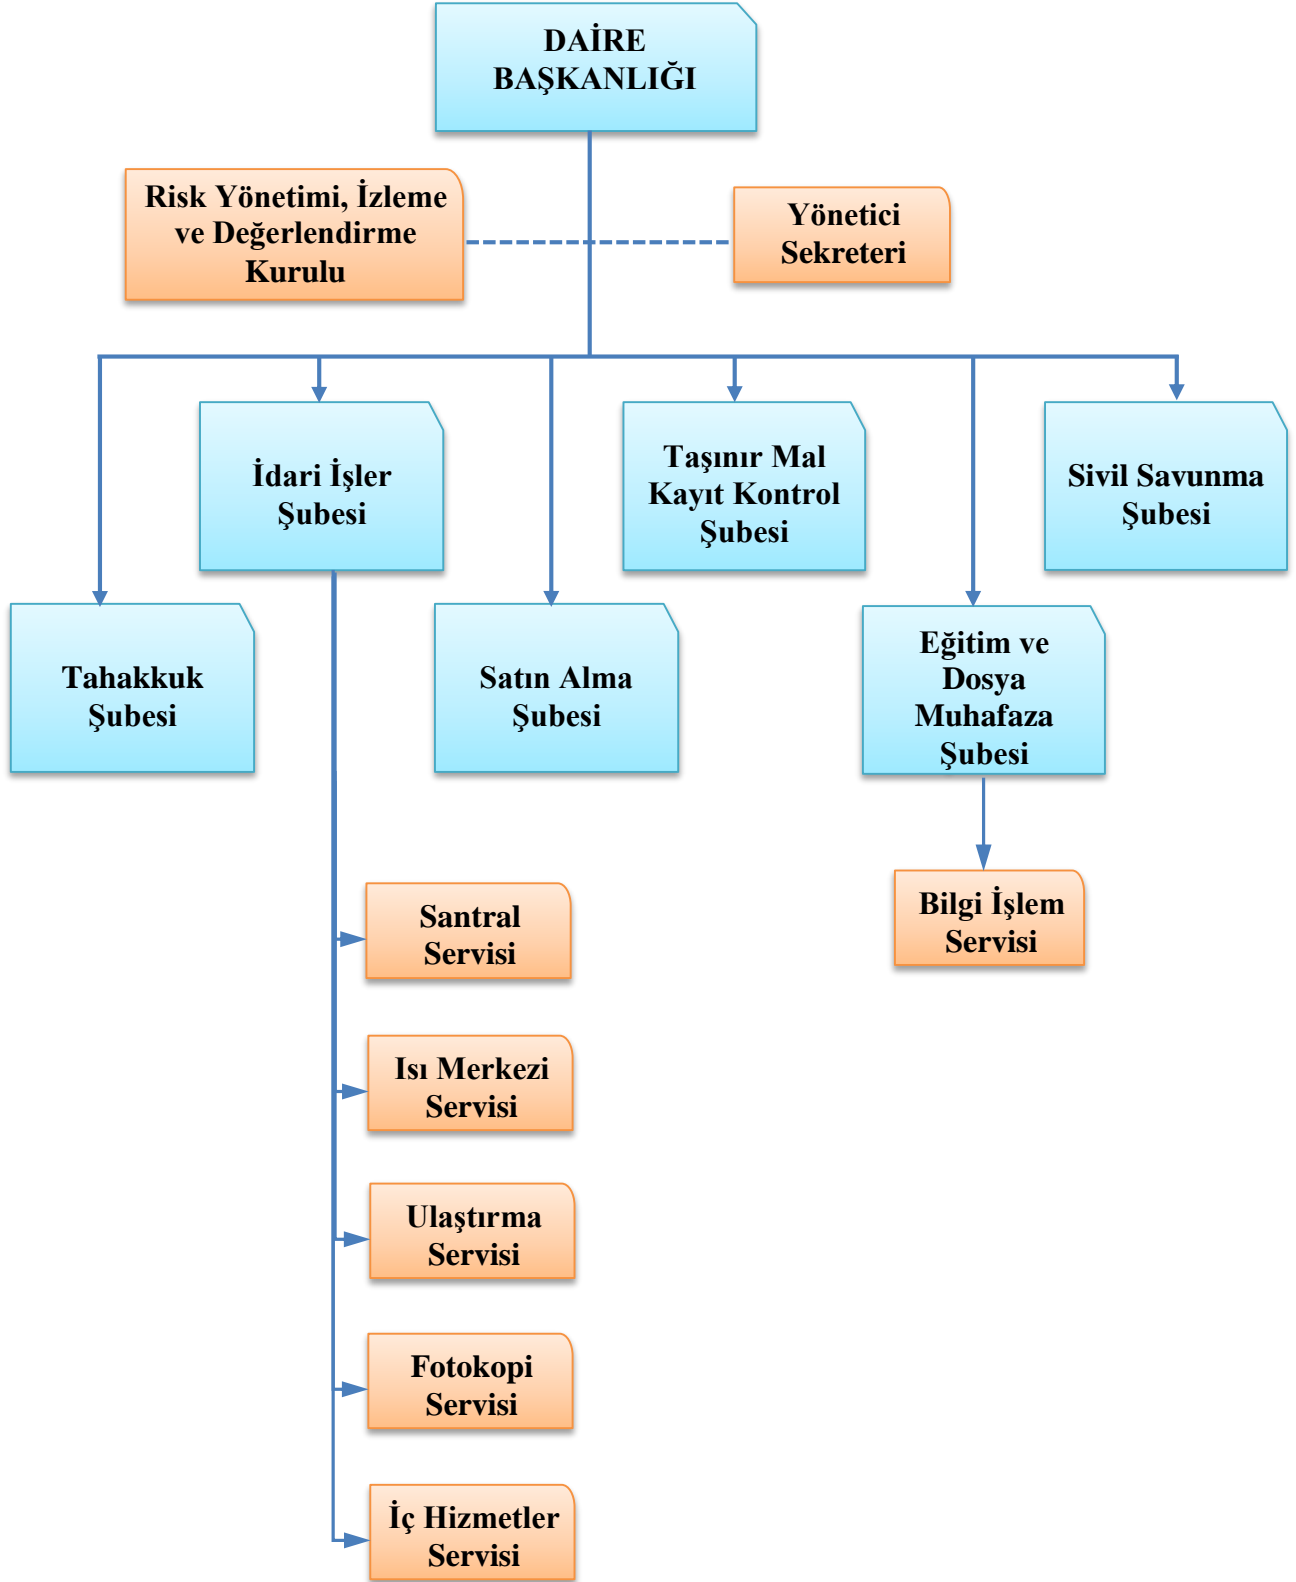 DAİRE
BAŞKANLIĞI
Risk Yönetimi, İzleme
ve Değerlendirme
Kurulu
Yönetici
Sekreteri
İdari İşler
Şubesi
Taşınır Mal
Kayıt Kontrol
Şubesi
Sivil Savunma
Şubesi
Tahakkuk
Şubesi
Satın Alma
Şubesi
Eğitim ve
Dosya
Muhafaza
Şubesi
Santral
Servisi
Bilgi İşlem
Servisi
Isı Merkezi
Servisi
Ulaştırma
Servisi
Fotokopi
Servisi
İç Hizmetler
Servisi